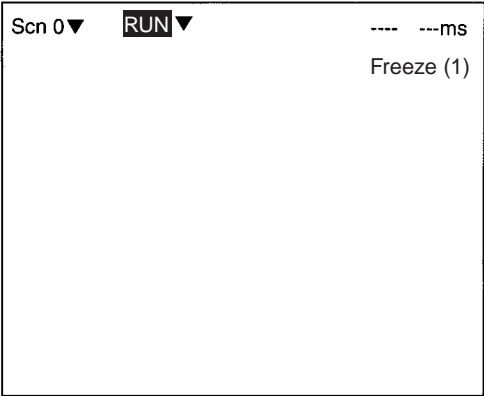 Scn 0▼ RUN ▼ ---- ---ms
Freeze (1)